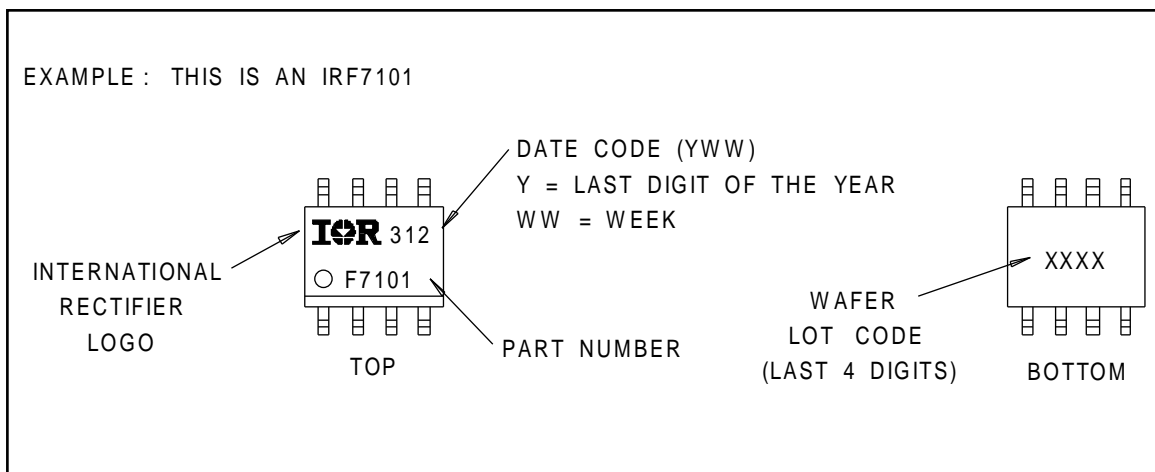 EXAMPLE : THIS IS AN IRF7101
DATE CODE (YWW)
Y = LAST DIGIT OF THE YEAR
WW = WEEK
IOR 312
F7101
INTERNATIONAL
RECTIFIER
LOGO
TOP
PART NUMBER
XXXX
WAFER
LOT CODE
(LAST 4 DIGITS)
BOTTOM